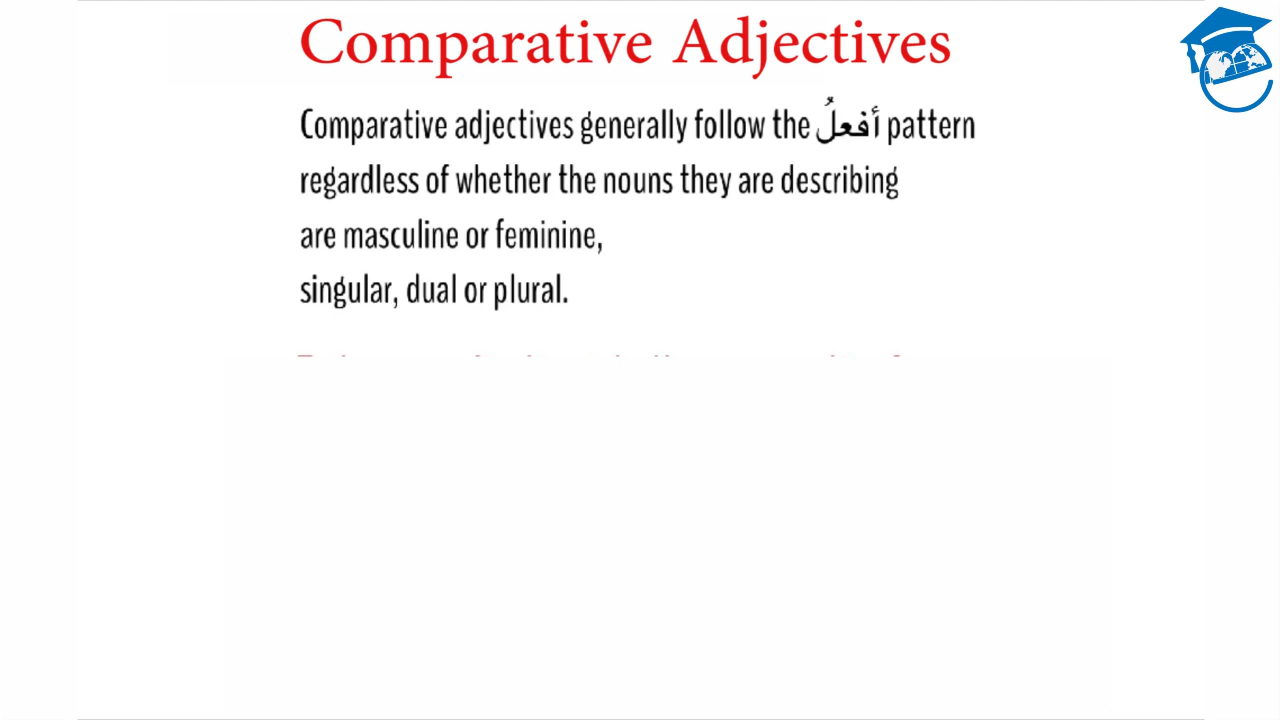 Comparative Adjectives
Comparative adjectives generally follow the أفعلُ pattern
regardless of whether the nouns they are describing
are masculine or feminine,
singular, dual or plural.